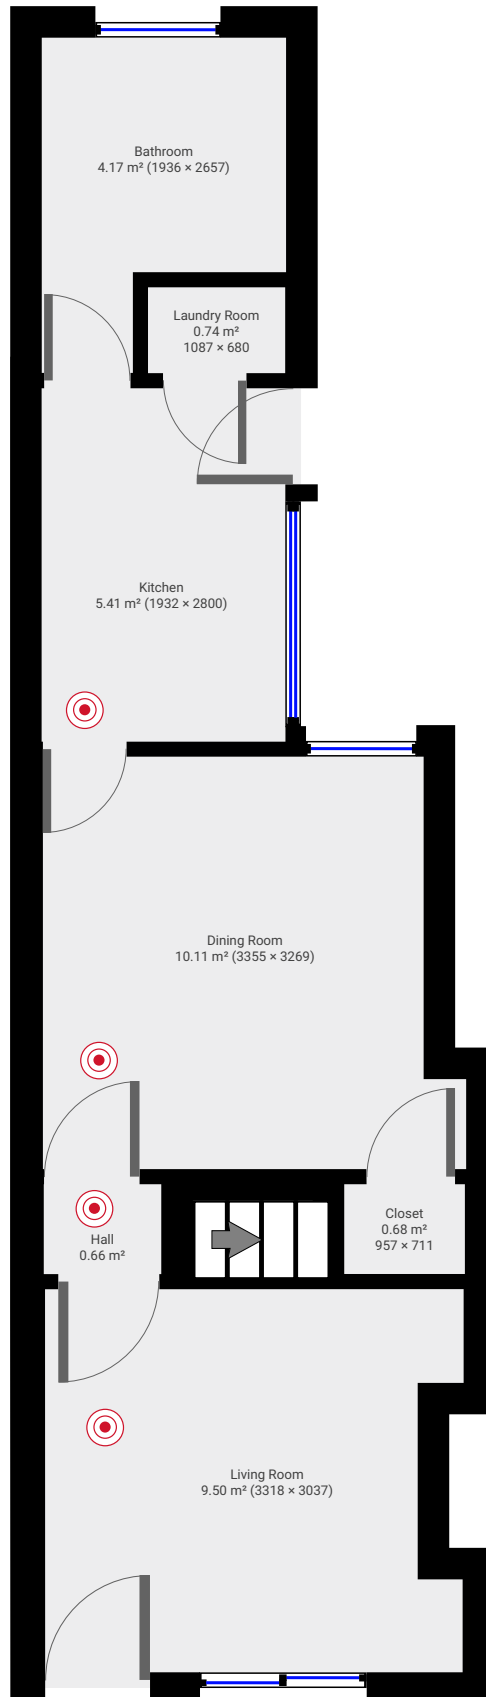 Bathroom
4.17 m² (1936 × 2657)
Laundry Room
0.74 m²
1087 × 680
Kitchen
5.41 m² (1932 × 2800)
Dining Room
10.11 m² (3355 × 3269)
Hall
0.66 m²
Closet
0.68 m²
957 × 711
Living Room
9.50 m² (3318 × 3037)